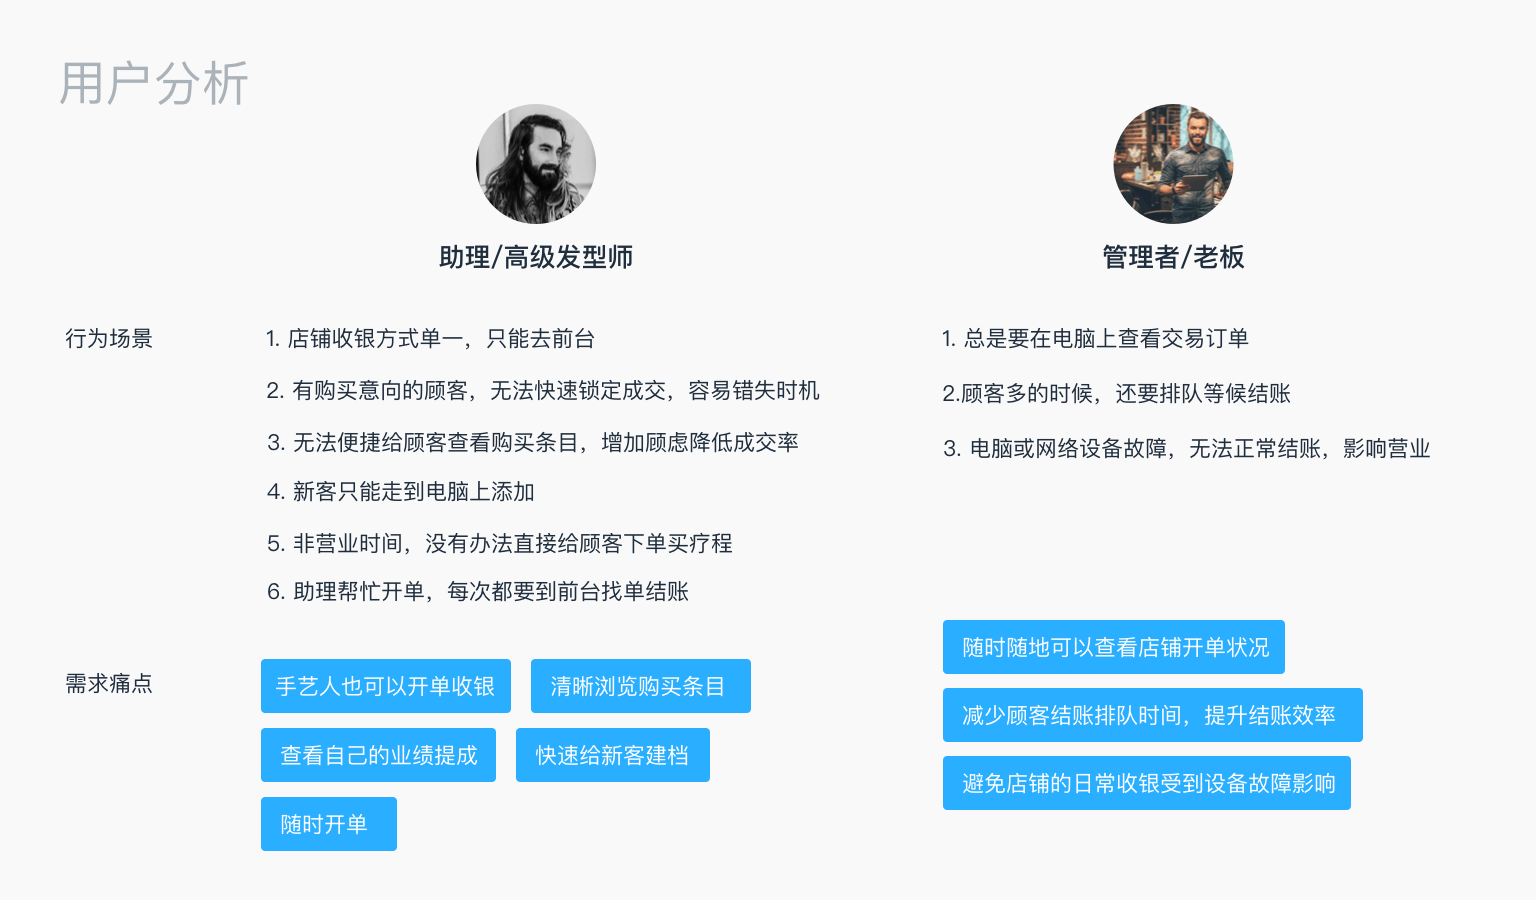 用户分析
助理/高级发型师
管理者/老板
行为场景
1. 店铺收银方式单一，只能去前台
2. 有购买意向的顾客，无法快速锁定成交，容易错失时机
3. 无法便捷给顾客查看购买条目，增加顾虑降低成交率
4. 新客只能走到电脑上添加
5. 非营业时间，没有办法直接给顾客下单买疗程
6. 助理帮忙开单，每次都要到前台找单结账
1. 总是要在电脑上查看交易订单
2.顾客多的时候，还要排队等候结账
3. 电脑或网络设备故障，无法正常结账，影响营业
需求痛点
手艺人也可以开单收银
清晰浏览购买条目
查看自己的业绩提成
快速给新客建档
随时开单
随时随地可以查看店铺开单状况
减少顾客结账排队时间，提升结账效率
避免店铺的日常收银受到设备故障影响